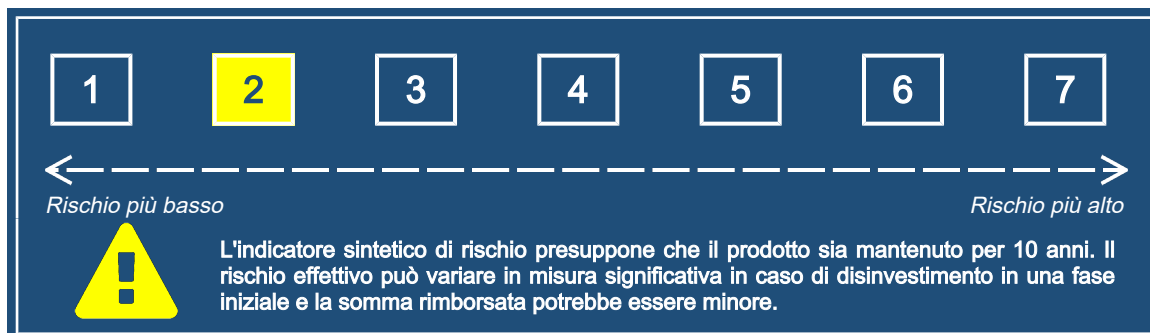 1 2 3 4 5 6 7
Rischio più basso Rischio più alto
L'indicatore sintetico di rischio presuppone che il prodotto sia mantenuto per 10 anni. Il
rischio effettivo può variare in misura significativa in caso di disinvestimento in una fase
iniziale e la somma rimborsata potrebbe essere minore.